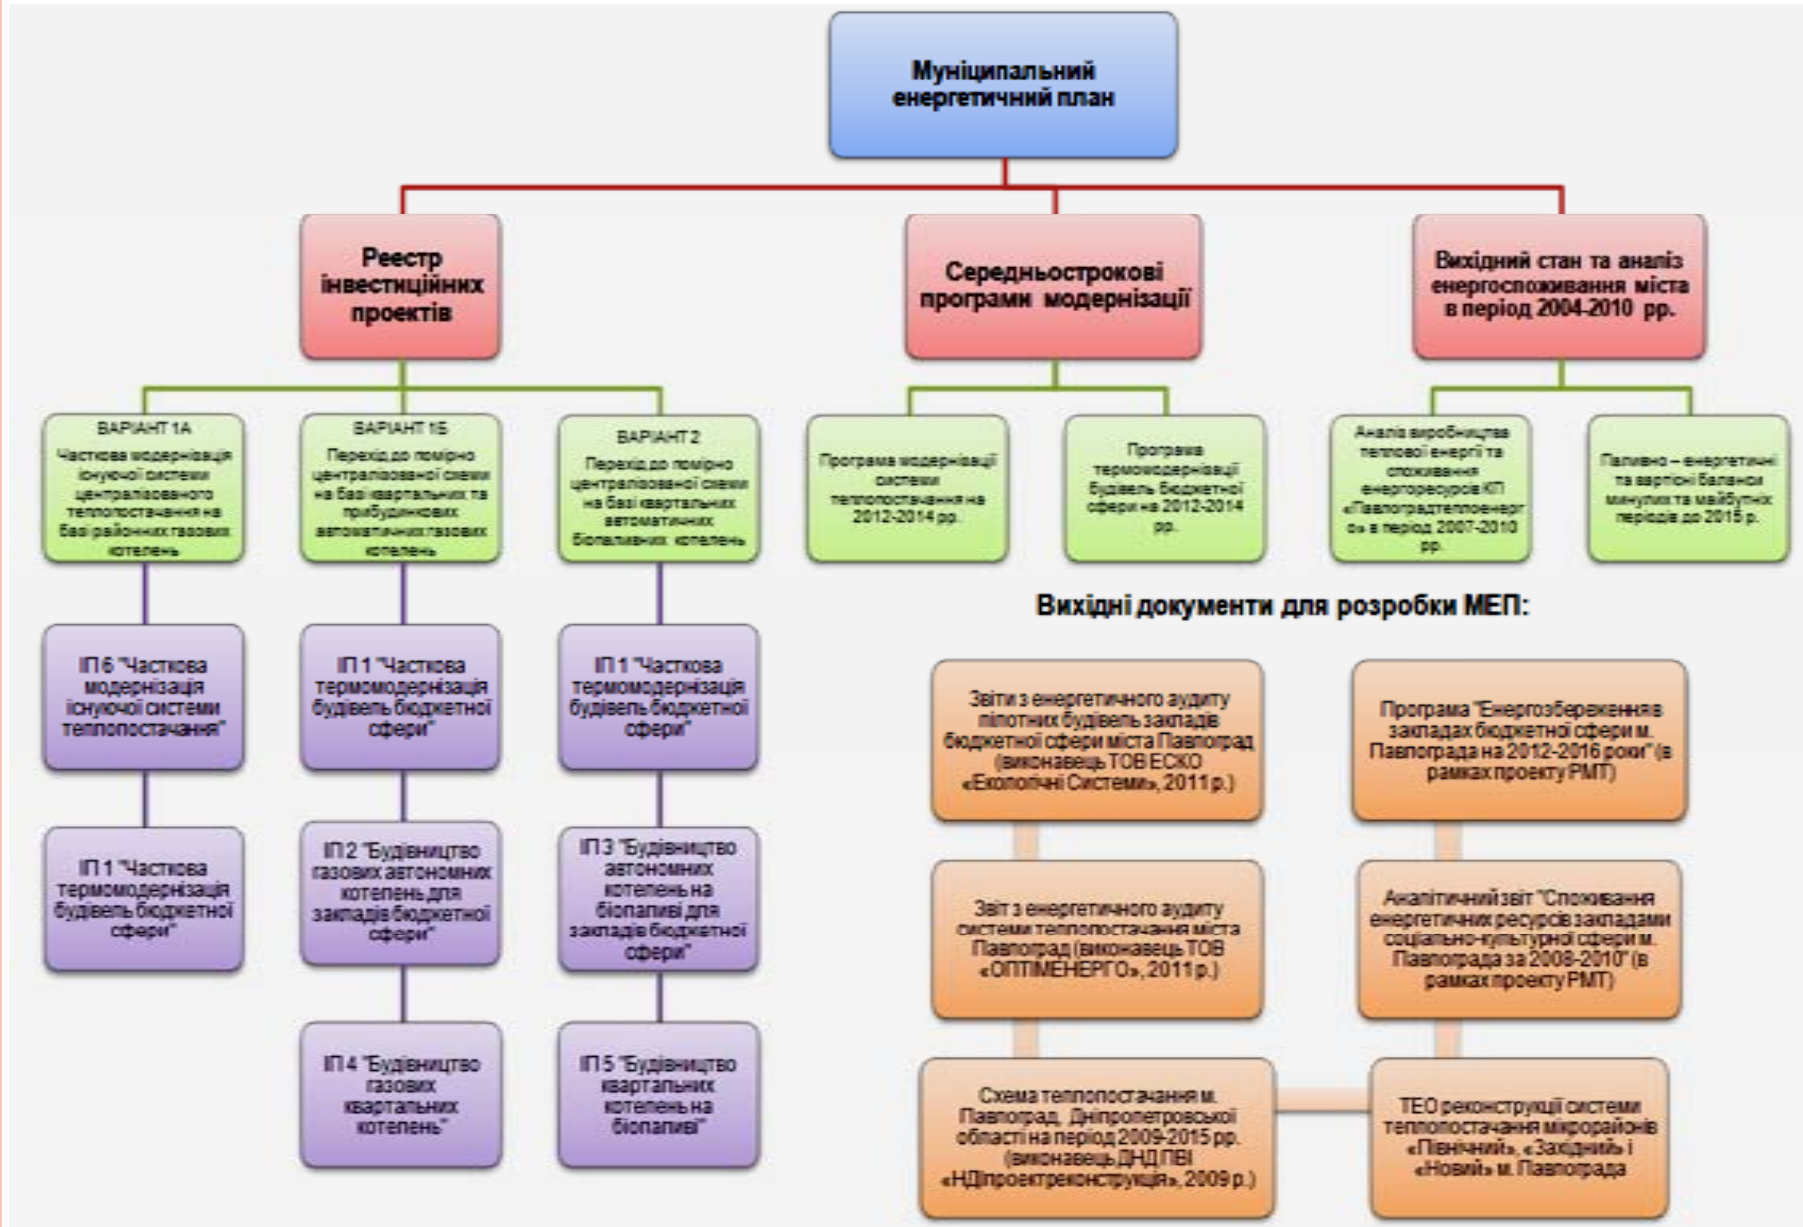 Муніципальний
енергетичний план
Реестр
інвестиційних
проектів
Середньострокові
програми модернізації
Вихідний стан та аналіз
енергоспоживання міста
в період 2004-2010 рр.
ВАРІАНТ 1А
Часткова модернізація
існуючої системи
централізованого
теплопостачання на
базі районних газових
котелень
ВАРІАНТ 1Б
Перехід до помірно
централізованої схеми
на базі квартальних та
прибудинкових
автоматичних газових
котелень
ВАРІАНТ 2
Перехід до помірно
централізованої схеми
на базі квартальних
автоматичних
біопаливних котелень
Програма модернізації
системи
теплопостачання на
2012-2014 рр.
Програма
термомодернізації
будівель бюджетної
сфери на 2012-2014
рр.
Аналіз виробництва
теплової енергії та
споживання
енергоресурсів КП
«Павлоградтеплоенерг
о» в період 2007-2010
рр.
Паливно – енергетичні
та вартісні баланси
минулих та майбутніх
періодів до 2015 р.
ІП 6 "Часткова
модернізація
існуючої системи
теплопостачання"
ІП 1 "Часткова
термомодернізація
будівель бюджетної
сфери"
ІП 1 "Часткова
термомодернізація
будівель бюджетної
сфери"
ІП 2 "Будівництво
газових автономних
котелень для
закладів бюджетної
сфери"
ІП 4 "Будівництво
газових
квартальних
котелень"
ІП 1 "Часткова
термомодернізація
будівель бюджетної
сфери"
ІП 3 "Будівництво
автономних
котелень на
біопаливі для
закладів бюджетної
сфери"
ІП 5 "Будівництво
квартальних
котелень на
біопаливі"
Вихідні документи для розробки МЕП:
Звіти з енергетичного аудиту
пілотних будівель закладів
бюджетної сфери міста Павлоград
(виконавець ТОВ ЕСКО
«Екологічні Системи», 2011 р.)
Звіт з енергетичного аудиту
системи теплопостачання міста
Павлоград (виконавець ТОВ
«ОПТІМЕНЕРГО», 2011 р.)
Схема теплопостачання м.
Павлоград, Дніпропетровської
області на період 2009-2015 рр.
(виконавець ДНДПВІ
«НДІпроектреконструкція», 2009 р.)
Програма "Енергозбереження в
закладах бюджетної сфери м.
Павлограда на 2012-2016 роки" (в
рамках проекту РМТ)
Аналітичний звіт "Споживання
енергетичних ресурсів закладами
соціально-культурної сфери м.
Павлограда за 2008-2010" (в
рамках проекту РМТ)
ТЕО реконструкції системи
теплопостачання мікрорайонів
«Північний», «Західний» і
«Новий» м. Павлограда